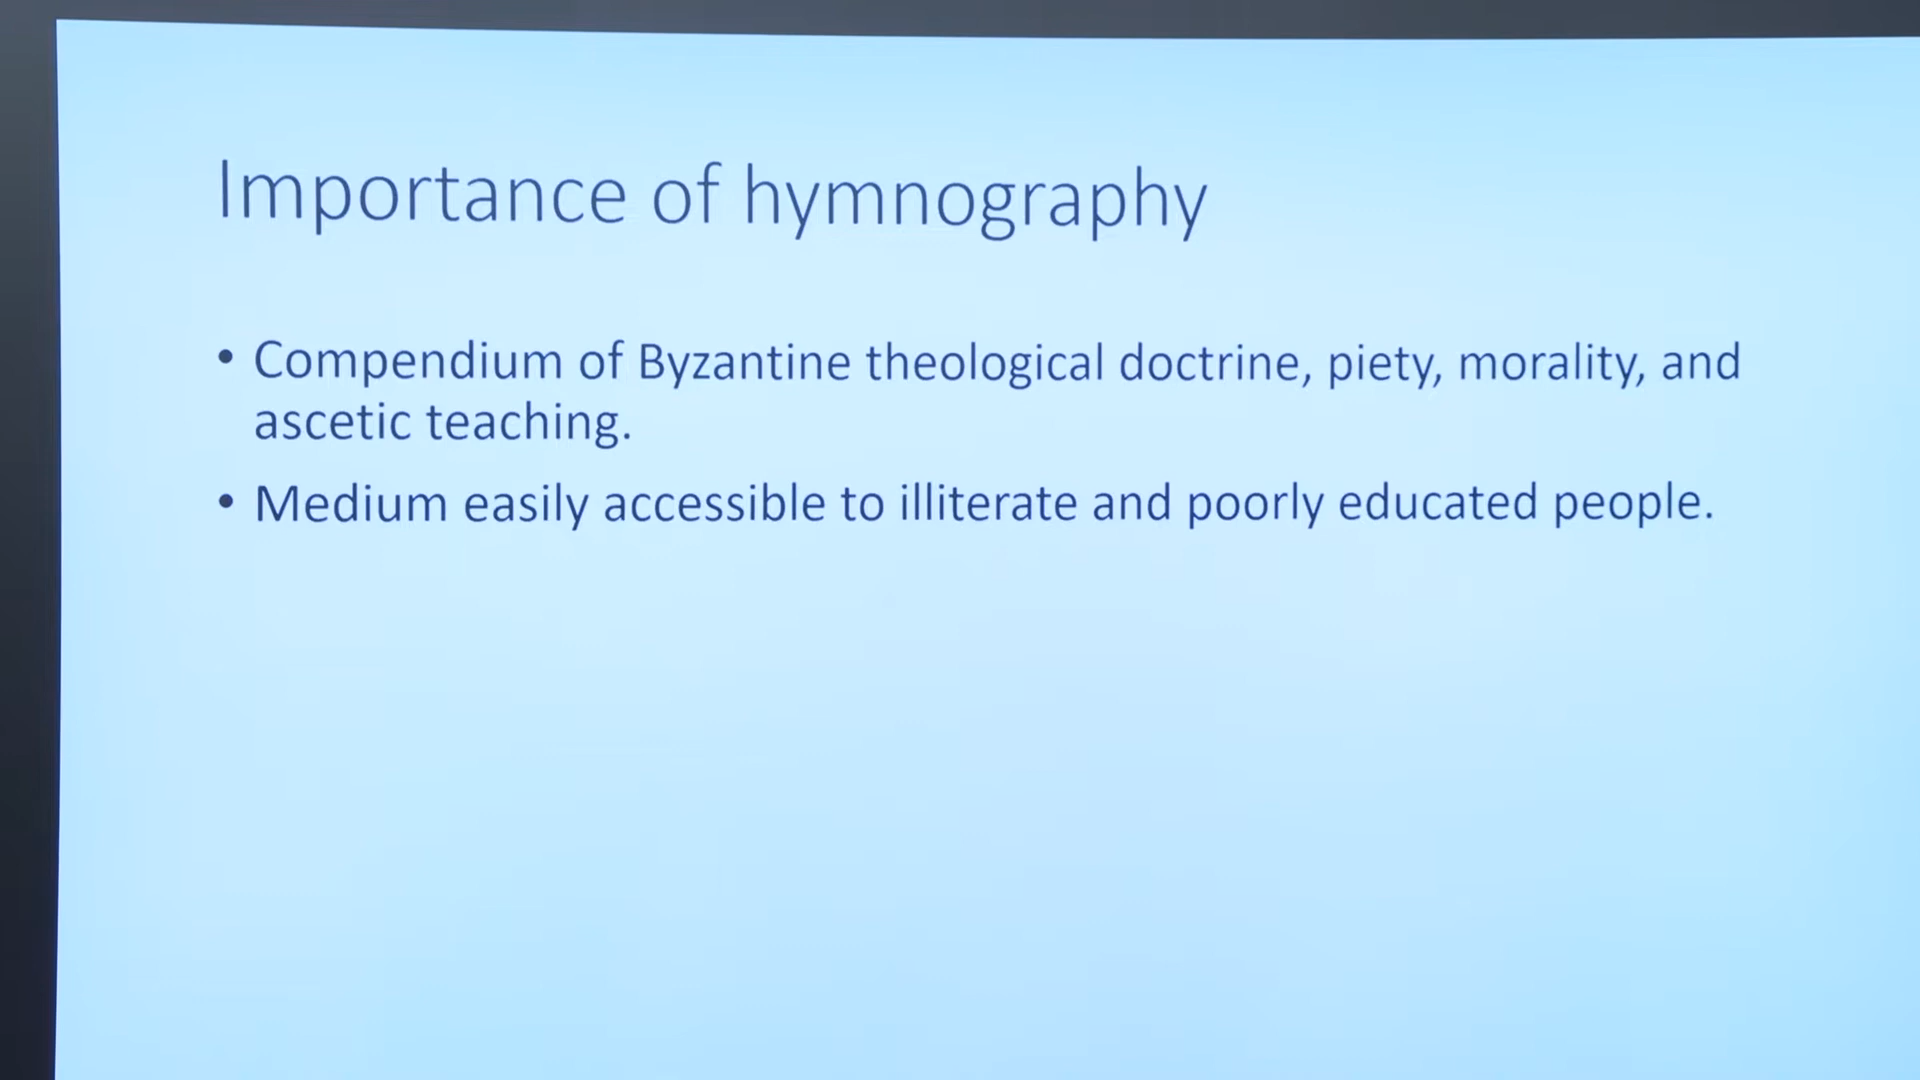 Importance of hymnography
• Compendium of Byzantine theological doctrine, piety, morality, and
ascetic teaching.
• Medium easily accessible to illiterate and poorly educated people.